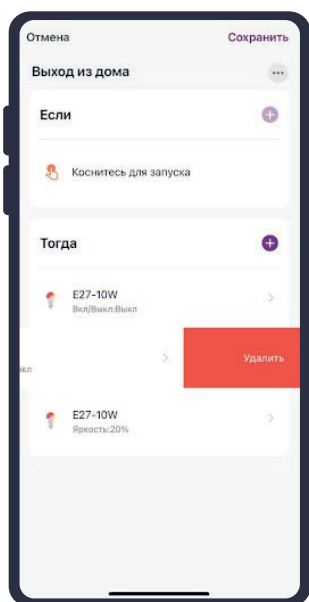 Отмена Сохранить
Выход из дома
Если
Коснитесь для запуска
Тогда
E27-10W
Вкл/Выкл:Выкл
Удалить
E27-10W
Яркость:20%